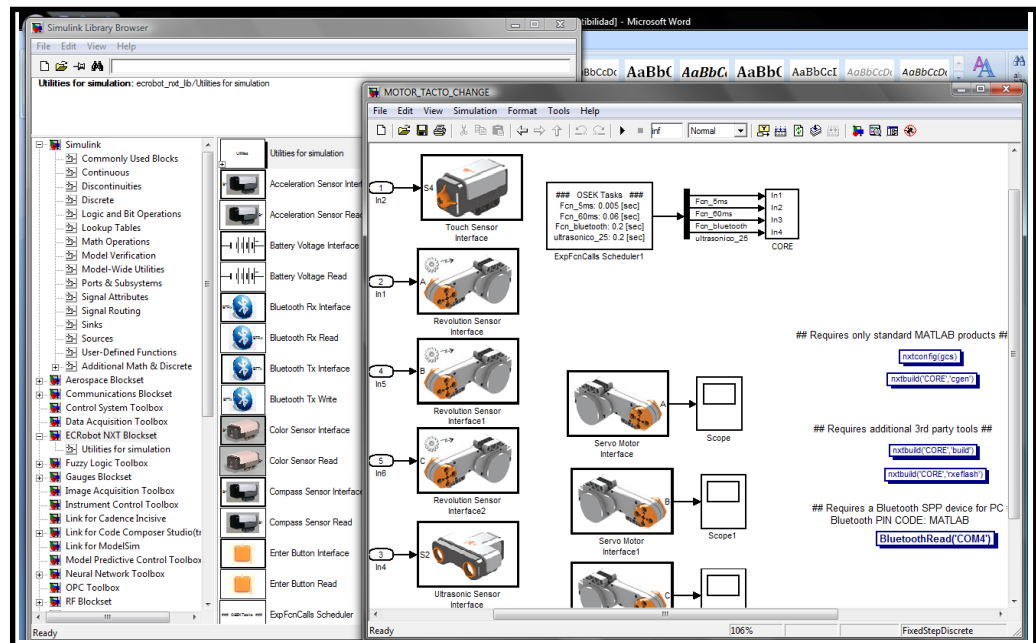 Simulink Library Browser
tibilidad] - Microsoft Word
File Edit View Help
Utilities for simulation: ecrobot_nxt_lib/Utilities for simulation
AaBbC AaBbC AaBbC AaBbCcI AaBbCcDc AaBbCcDc
Simulink
Commonly Used Blocks
Continuous
Discontinuities
Discrete
Logic and Bit Operations
Lookup Tables
Math Operations
Model Verification
Model-Wide Utilities
Ports & Subsystems
Signal Attributes
Signal Routing
Sinks
Sources
User-Defined Functions
Additional Math & Discrete
Aerospace Blockset
Communications Blockset
Control System Toolbox
Data Acquisition Toolbox
ECRobot NXT Blockset
Utilities for simulation
Fuzzy Logic Toolbox
Gauges Blockset
Image Acquisition Toolbox
Instrument Control Toolbox
Link for Cadence Incisive
Link for Code Composer Studio(t
Link for ModelSim
Model Predictive Control Toolbox
Neural Network Toolbox
OPC Toolbox
RF Blockset
Ready
Utilities
Utilities for simulation
Acceleration Sensor Interf
Acceleration Sensor Read
Battery Voltage Interface
Battery Voltage Read
Bluetooth Rx Interface
Bluetooth Rx Read
Bluetooth Tx Interface
Bluetooth Tx Write
Color Sensor Interface
Color Sensor Read
Compass Sensor Interface
Compass Sensor Read
Enter Button Interface
Enter Button Read
### OSEK Tasks ###
ExpFcnCalls Scheduler
MOTOR_TACTO_CHANGE
File Edit View Simulation Format Tools Help
inf Normal
1
In2
S4
Touch Sensor
Interface
2
In1
A
Revolution Sensor
Interface
4
In5
B
Revolution Sensor
Interface1
5
In6
C
Revolution Sensor
Interface2
3
In4
S2
Ultrasonic Sensor
Interface
### OSEK Tasks ###
Fcn_5ms: 0.005 [sec]
Fcn_60ms: 0.06 [sec]
Fcn_bluetooth: 0.2 [sec]
ultrasonico_25: 0.2 [sec]
ExpFcnCalls Scheduler1
Fcn_5ms
Fcn_60ms
Fcn_bluetooth
ultrasonico_25
In1
In2
In3
In4
CORE
A
Servo Motor
Interface
Scope
B
Servo Motor
Interface1
Scope1
C
## Requires only standard MATLAB products ##
nxtconfig(gcs)
nxtbuild('CORE','cgen')
## Requires additional 3rd party tools ##
nxtbuild('CORE','build')
nxtbuild('CORE','rxeflash')
## Requires a Bluetooth SPP device for PC
Bluetooth PIN CODE: MATLAB
BluetoothRead('COM4')
Ready 106% FixedStepDiscrete